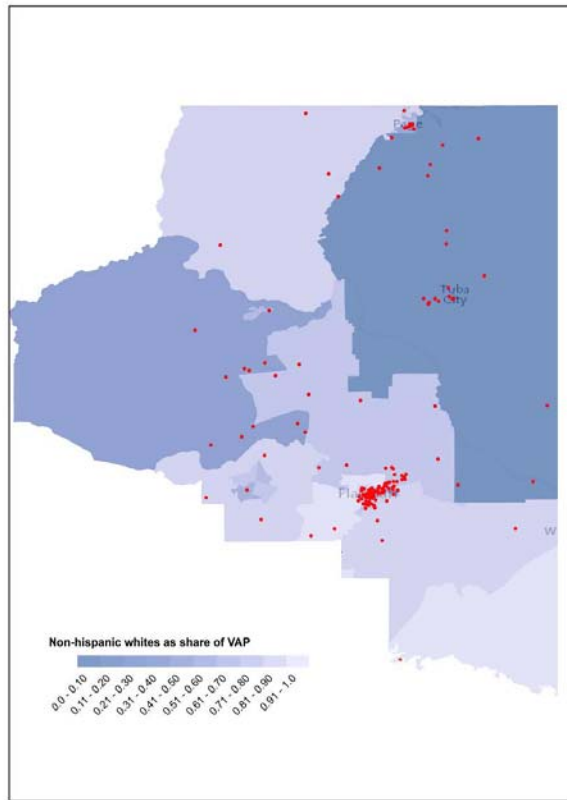 Page
Tuba
City
W
Non-hispanic whites as share of VAP
0.0 - 0.10
0.11 - 0.20
0.21 - 0.30
0.31 - 0.40
0.41 - 0.50
0.51 - 0.60
0.61 - 0.70
0.71 - 0.80
0.81 - 0.90
0.91 - 1.0